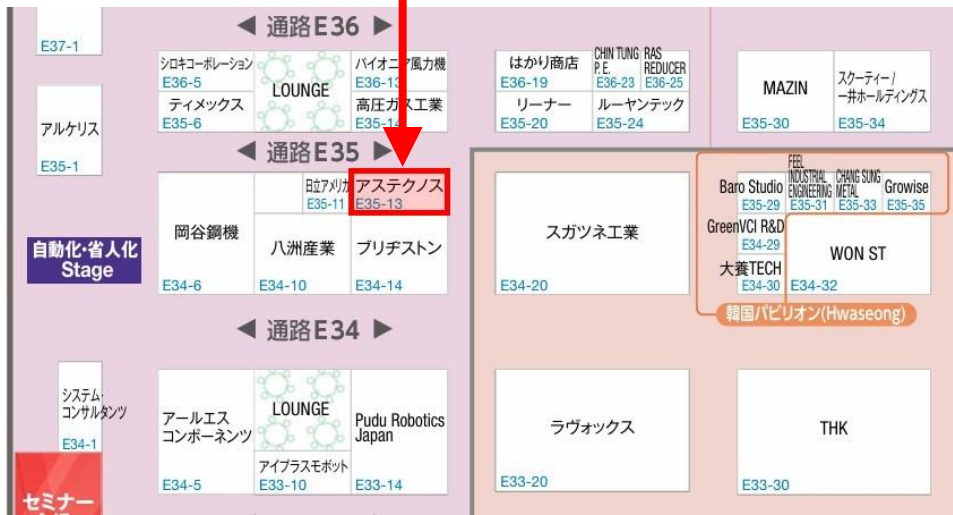 ◀ 通路E36 ▶
E37-1
シロキコーポレーション
E36-5
LOUNGE
パイオニア風力機
E36-13
はかり商店
E36-19
CHIN TUNG
P.E.
E36-23
RAS
REDUCER
E36-25
MAZIN
E35-30
スクーティー/
一井ホールディングス
E35-34
ティメックス
E35-6
高圧ガス工業
E35-14
リーナー
E35-20
ルーヤンテック
E35-24
アルケリス
E35-1
◀ 通路E35 ▶
岡谷鋼機
E34-6
日立アメリカ
E35-11
アステクノス
E35-13
八洲産業
E34-10
ブリヂストン
E34-14
スガツネ工業
E34-20
Baro Studio
E35-29
FEEL
INDUSTRIAL
ENGINEERING
E35-31
CHANG SUNG
METAL
E35-33
Growise
E35-35
GreenVCI R&D
E34-29
大養TECH
E34-30
WON ST
E34-32
韓国パビリオン(Hwaseong)
自動化・省人化
Stage
◀ 通路E34 ▶
システム・
コンサルタンツ
E34-1
アールエス
コンポーネンツ
E34-5
LOUNGE
アイプラスモボット
E33-10
Pudu Robotics
Japan
E33-14
ラヴォックス
E33-20
THK
E33-30
セミナー